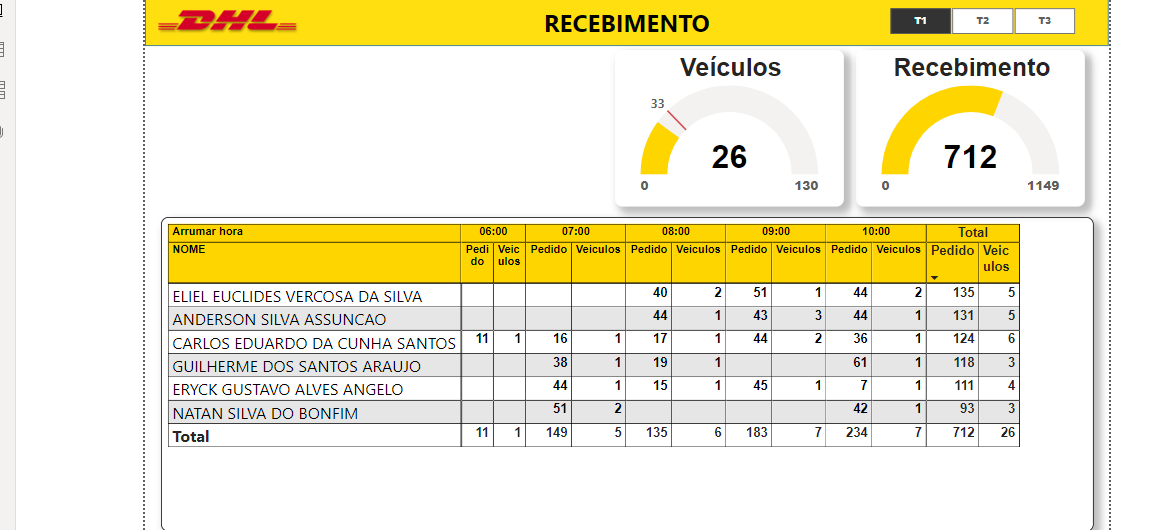 DHL RECEBIMENTO T1 T2 T3
Veículos Recebimento
33
26 712
0 130 0 1149
Arrumar hora 06:00 07:00 08:00 09:00 10:00 Total
NOME Pedi Veic Pedido Veiculos Pedido Veiculos Pedido Veiculos Pedido Veiculos Pedido Veic
do ulos ulos
ELIEL EUCLIDES VERCOSA DA SILVA 40 2 51 1 44 2 135 5
ANDERSON SILVA ASSUNCAO 44 1 43 3 44 1 131 5
CARLOS EDUARDO DA CUNHA SANTOS 11 1 16 1 17 1 44 2 36 1 124 6
GUILHERME DOS SANTOS ARAUJO 38 1 19 1 61 1 118 3
ERYCK GUSTAVO ALVES ANGELO 44 1 15 1 45 1 7 1 111 4
NATAN SILVA DO BONFIM 51 2 42 1 93 3
Total 11 1 149 5 135 6 183 7 234 7 712 26